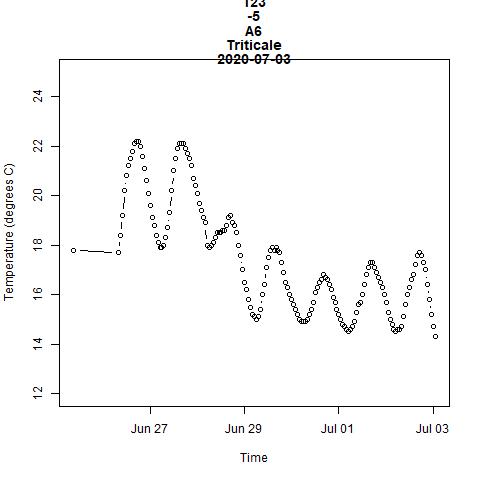 123
-5
A6
Triticale
2020-07-03
24
22
20
18
16
14
12
Temperature (degrees C)
Jun 27
Jun 29
Jul 01
Jul 03
Time